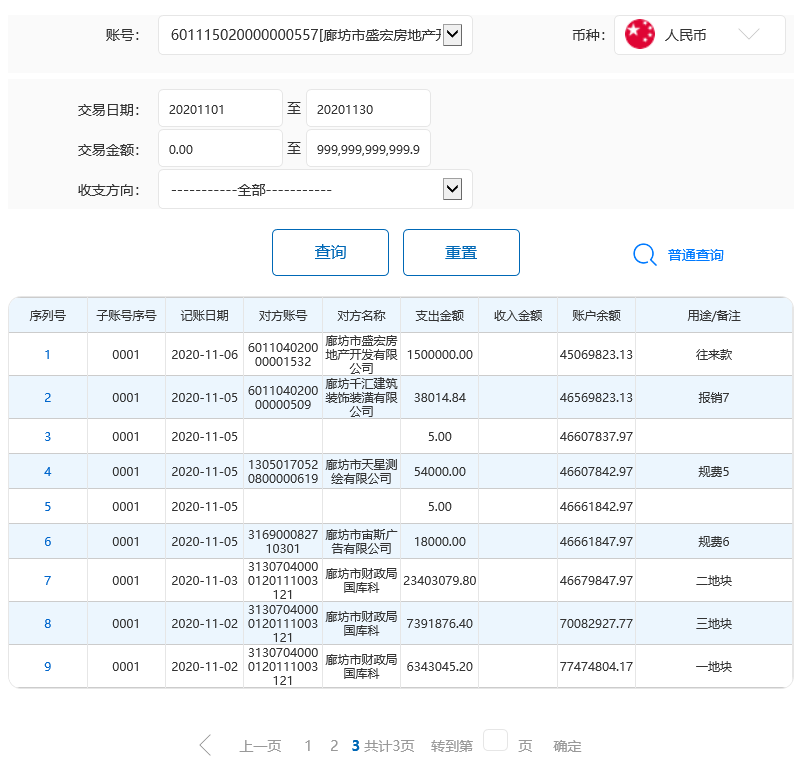 账号： 601115020000000557[廊坊市盛宏房地产开 币种： 人民币
交易日期： 20201101 至 20201130
交易金额： 0.00 至 999,999,999,999.9
收支方向： -----------全部-----------
查询 重置 普通查询
序列号 子账号序号 记账日期 对方账号 对方名称 支出金额 收入金额 账户余额 用途/备注
1 0001 2020-11-06 601104020000001532 廊坊市盛宏房地产开发有限公司 1500000.00 45069823.13 往来款
2 0001 2020-11-05 601104020000000509 廊坊千汇建筑装饰装潢有限公司 38014.84 46569823.13 报销7
3 0001 2020-11-05 5.00 46607837.97
4 0001 2020-11-05 13050170520800000619 廊坊市天星测绘有限公司 54000.00 46607842.97 规费5
5 0001 2020-11-05 5.00 46661842.97
6 0001 2020-11-05 316900082710301 廊坊市宙斯广告有限公司 18000.00 46661847.97 规费6
7 0001 2020-11-03 31307040000120111003121 廊坊市财政局国库科 23403079.80 46679847.97 二地块
8 0001 2020-11-02 31307040000120111003121 廊坊市财政局国库科 7391876.40 70082927.77 三地块
9 0001 2020-11-02 31307040000120111003121 廊坊市财政局国库科 6343045.20 77474804.17 一地块
上一页 1 2 3 共计3页 转到第 页 确定